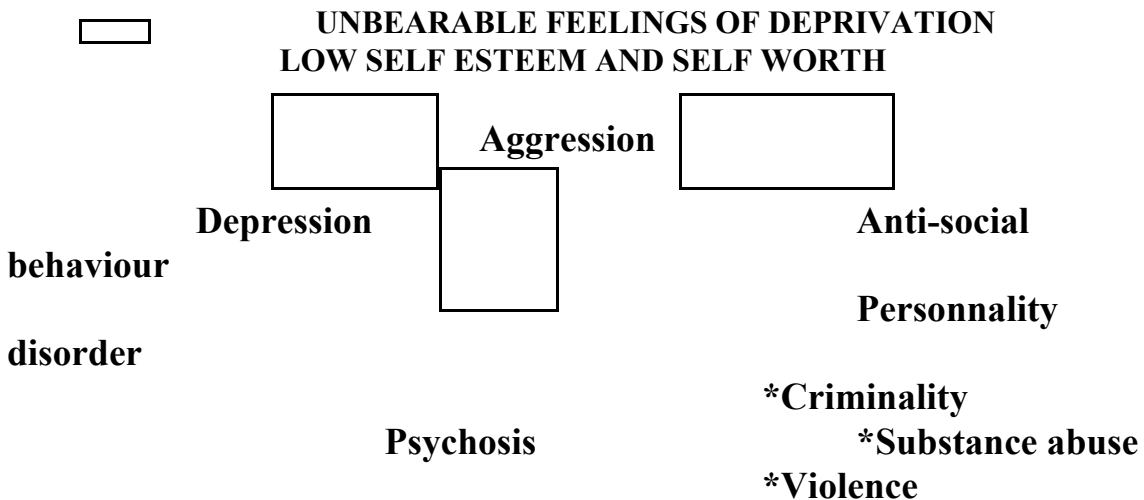 UNBEARABLE FEELINGS OF DEPRIVATION
LOW SELF ESTEEM AND SELF WORTH
Aggression
Depression Anti-social
behaviour
Personnality
disorder
*Criminality
Psychosis *Substance abuse
*Violence